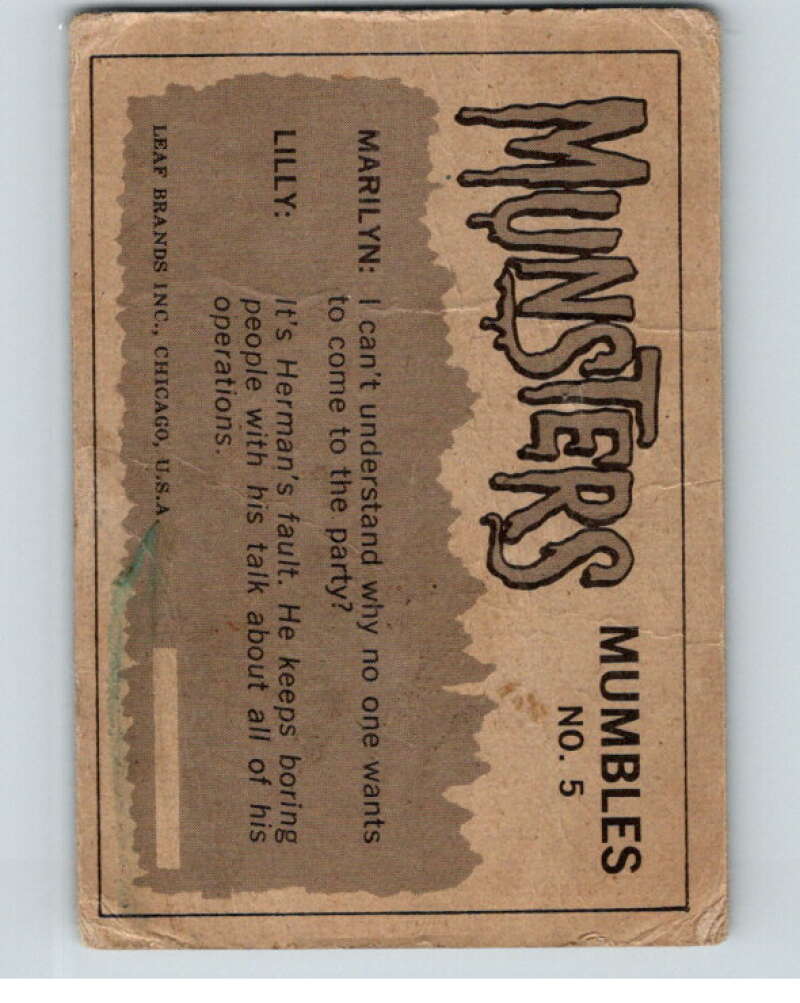 MUNSTERS MUMBLES
NO. 5
MARILYN: I can't understand why no one wants
to come to the party?
LILLY: It's Herman's fault. He keeps boring
people with his talk about all of his
operations.
LEAF BRANDS INC., CHICAGO, U.S.A.